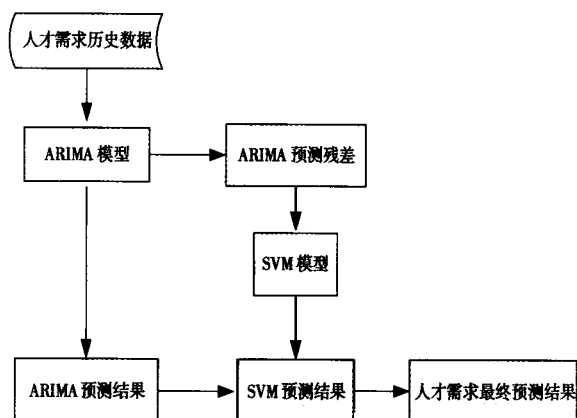 人才需求历史数据
ARIMA 模型
ARIMA 预测残差
SVM 模型
ARIMA 预测结果
SVM 预测结果
人才需求最终预测结果